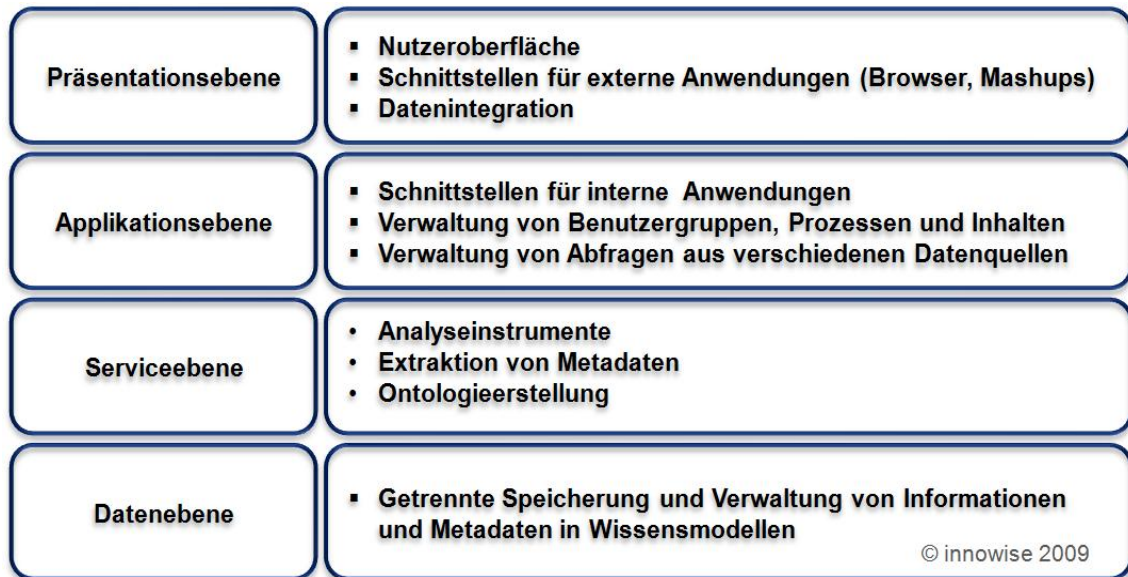 Präsentationsebene
▪ Nutzeroberfläche
▪ Schnittstellen für externe Anwendungen (Browser, Mashups)
▪ Datenintegration
Applikationsebene
▪ Schnittstellen für interne Anwendungen
▪ Verwaltung von Benutzergruppen, Prozessen und Inhalten
▪ Verwaltung von Abfragen aus verschiedenen Datenquellen
Serviceebene
• Analyseinstrumente
• Extraktion von Metadaten
• Ontologieerstellung
Datenebene
▪ Getrennte Speicherung und Verwaltung von Informationen
und Metadaten in Wissensmodellen
© innowise 2009